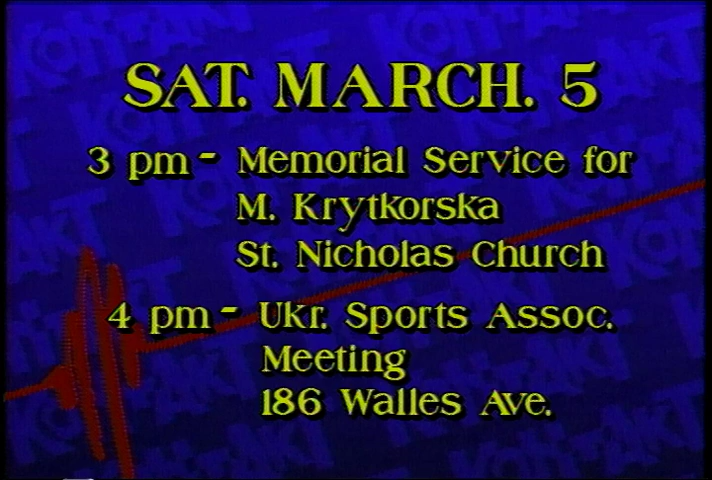 SAT. MARCH. 5
3 pm - Memorial Service for
M. Krytkorska
St. Nicholas Church
4 pm - Ukr. Sports Assoc.
Meeting
186 Walles Ave.
KONTAKT